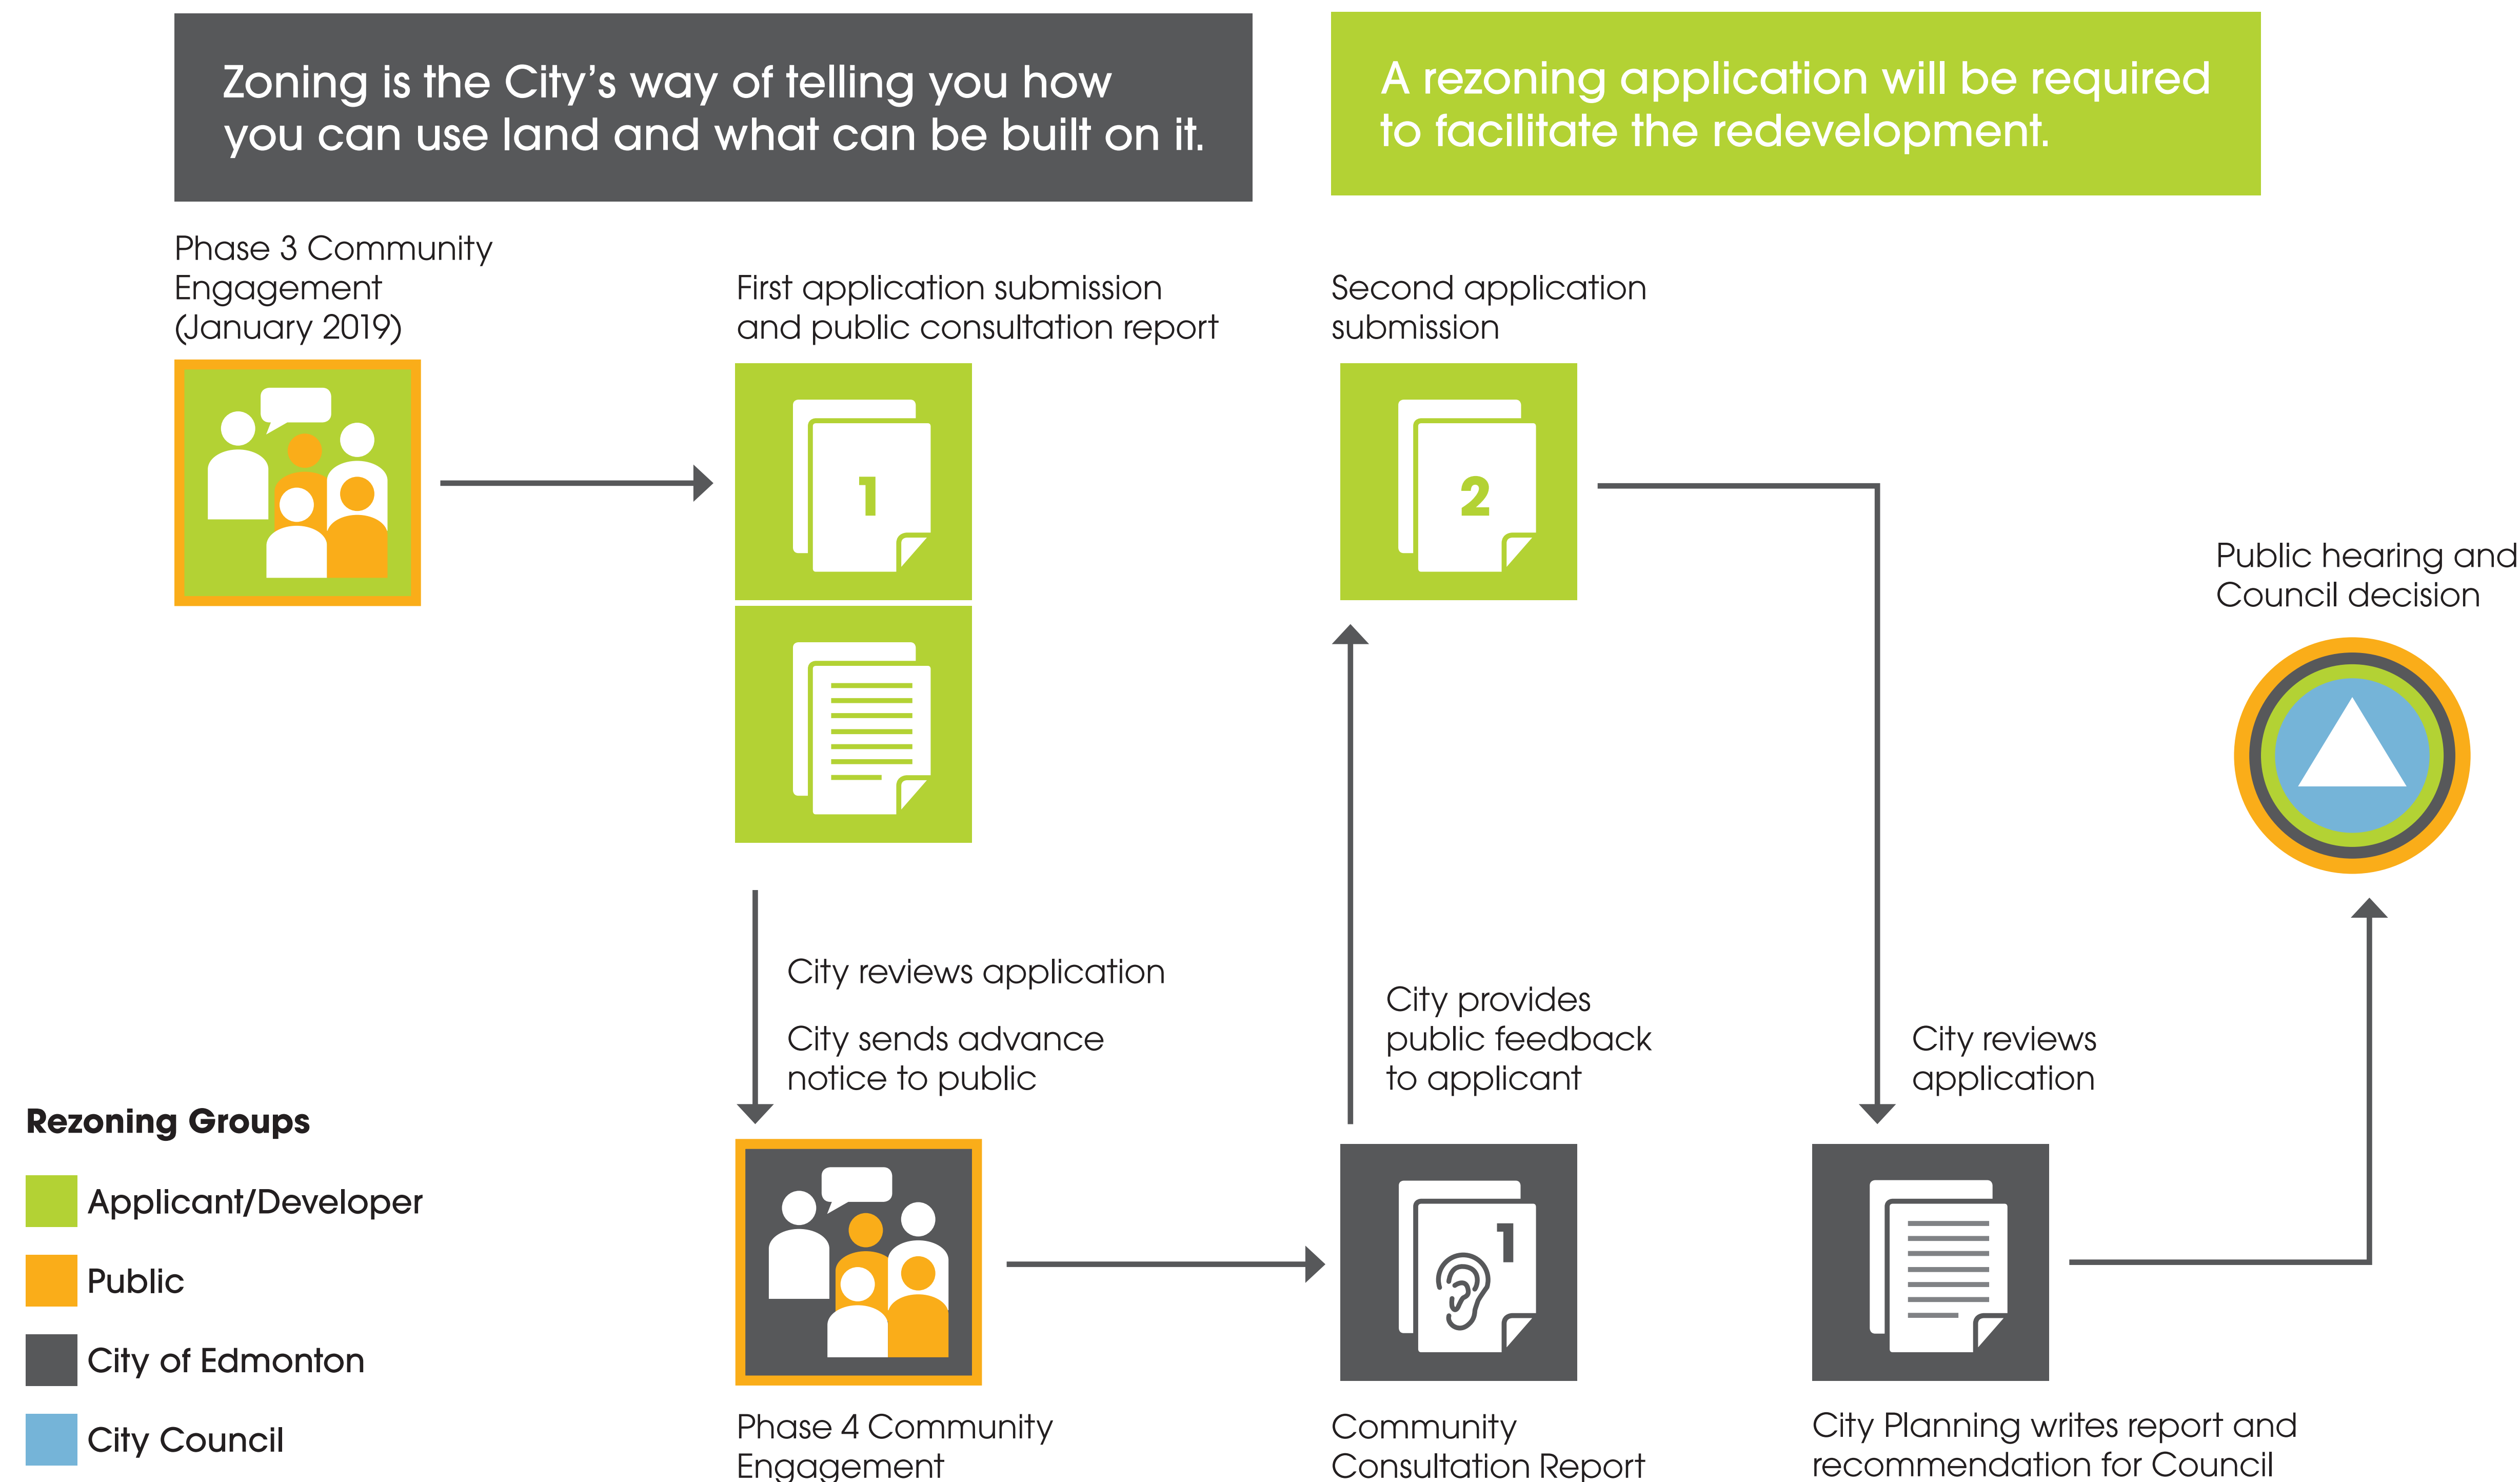 Zoning is the City’s way of telling you how
you can use land and what can be built on it.
A rezoning application will be required
to facilitate the redevelopment.
Phase 3 Community
Engagement
(January 2019)
First application submission
and public consultation report
1
Second application
submission
2
Public hearing and
Council decision
City reviews application
City sends advance
notice to public
City provides
public feedback
to applicant
City reviews
application
Rezoning Groups
Applicant/Developer
Public
City of Edmonton
City Council
Phase 4 Community
Engagement
1
Community
Consultation Report
City Planning writes report and
recommendation for Council